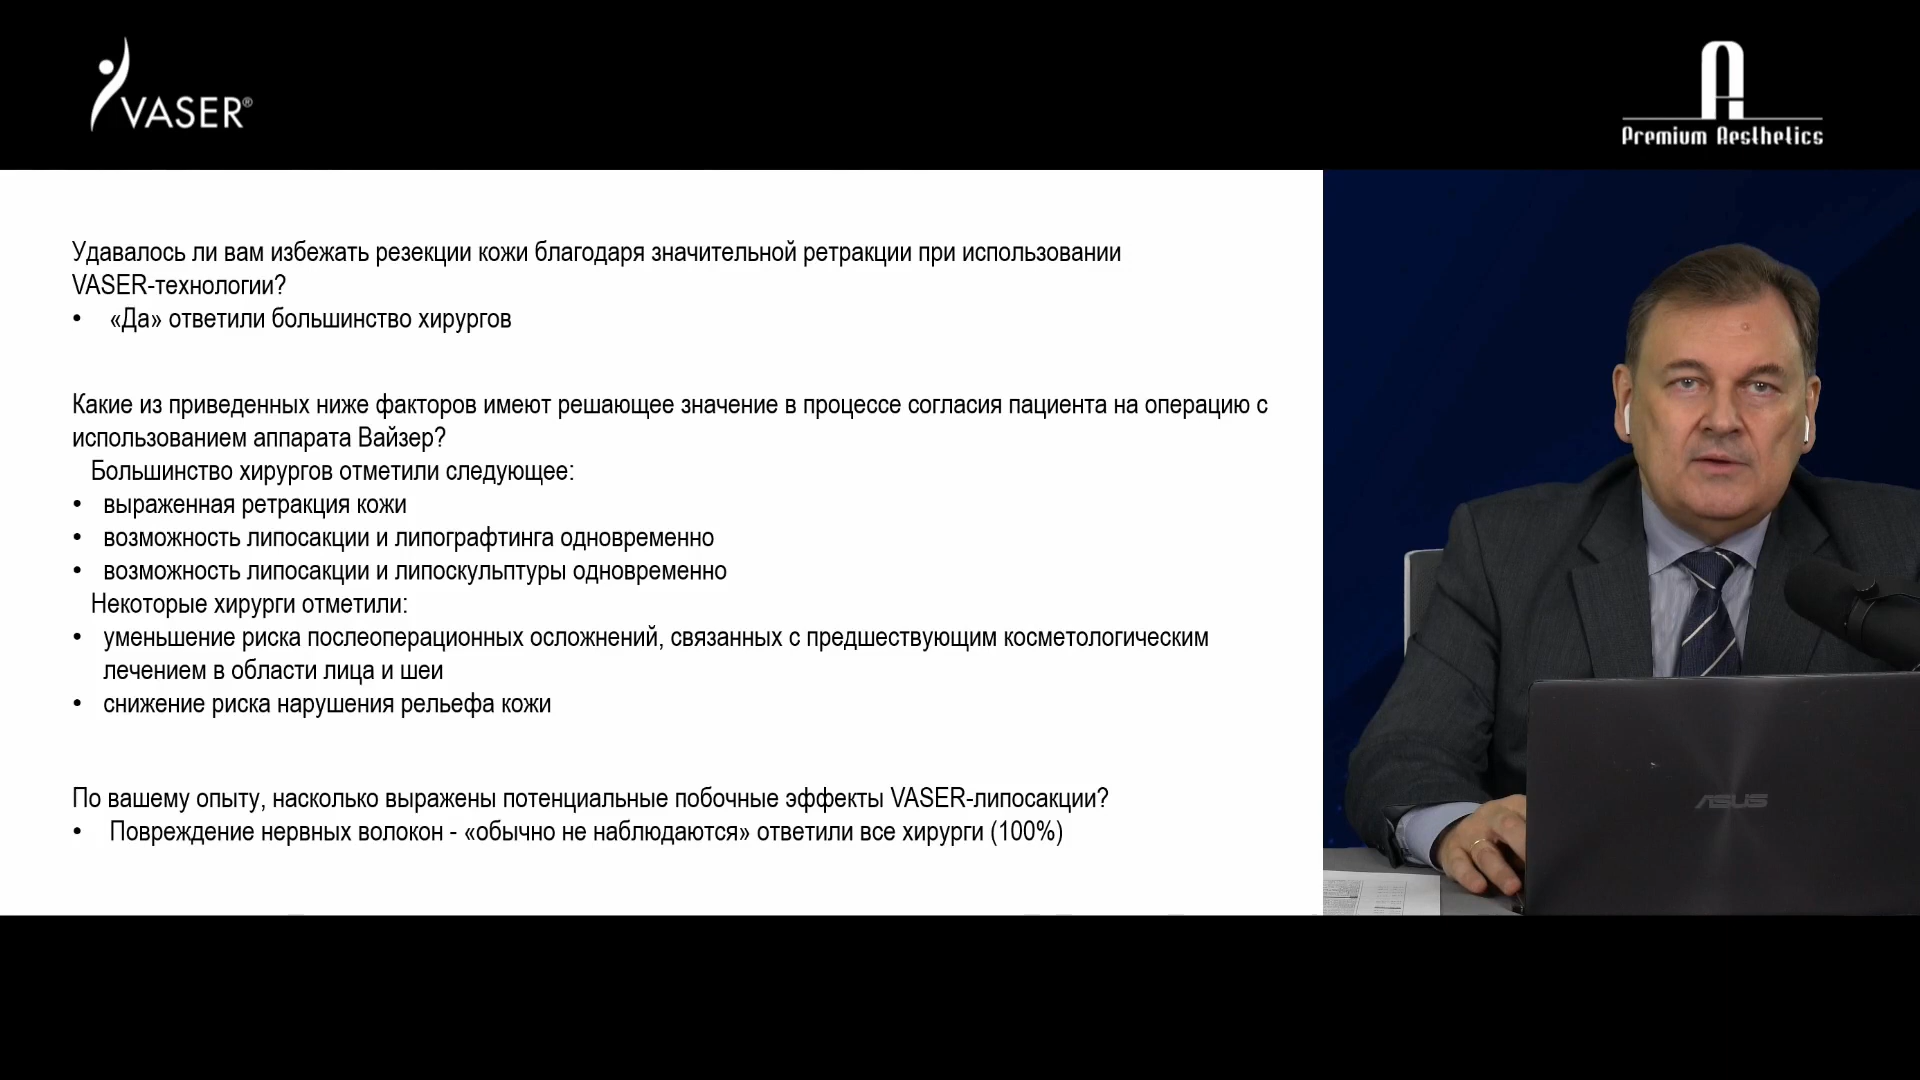 VASER®
Premium Aesthetics
Удавалось ли вам избежать резекции кожи благодаря значительной ретракции при использовании
VASER-технологии?
• «Да» ответили большинство хирургов
Какие из приведенных ниже факторов имеют решающее значение в процессе согласия пациента на операцию с
использованием аппарата Вайзер?
Большинство хирургов отметили следующее:
• выраженная ретракция кожи
• возможность липосакции и липографтинга одновременно
• возможность липосакции и липоскульптуры одновременно
Некоторые хирурги отметили:
• уменьшение риска послеоперационных осложнений, связанных с предшествующим косметологическим
лечением в области лица и шеи
• снижение риска нарушения рельефа кожи
По вашему опыту, насколько выражены потенциальные побочные эффекты VASER-липосакции?
• Повреждение нервных волокон - «обычно не наблюдаются» ответили все хирурги (100%)
ASUS